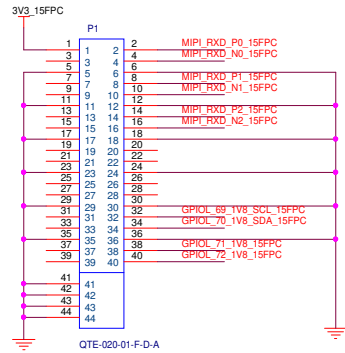 3V3_15FPC
P1
1 1 2 2 MIPI_RXD_P0_15FPC
3 3 4 4 MIPI_RXD_N0_15FPC
5 5 6 6
7 7 8 8 MIPI_RXD_P1_15FPC
9 9 10 10 MIPI_RXD_N1_15FPC
11 11 12 12
13 13 14 14 MIPI_RXD_P2_15FPC
15 15 16 16 MIPI_RXD_N2_15FPC
17 17 18 18
19 19 20 20
21 21 22 22
23 23 24 24
25 25 26 26
27 27 28 28
29 29 30 30
31 31 32 32 GPIOL_69_1V8_SCL_15FPC
33 33 34 34 GPIOL_70_1V8_SDA_15FPC
35 35 36 36
37 37 38 38 GPIOL_71_1V8_15FPC
39 39 40 40 GPIOL_72_1V8_15FPC
41 41
42 42
43 43
44 44
QTE-020-01-F-D-A